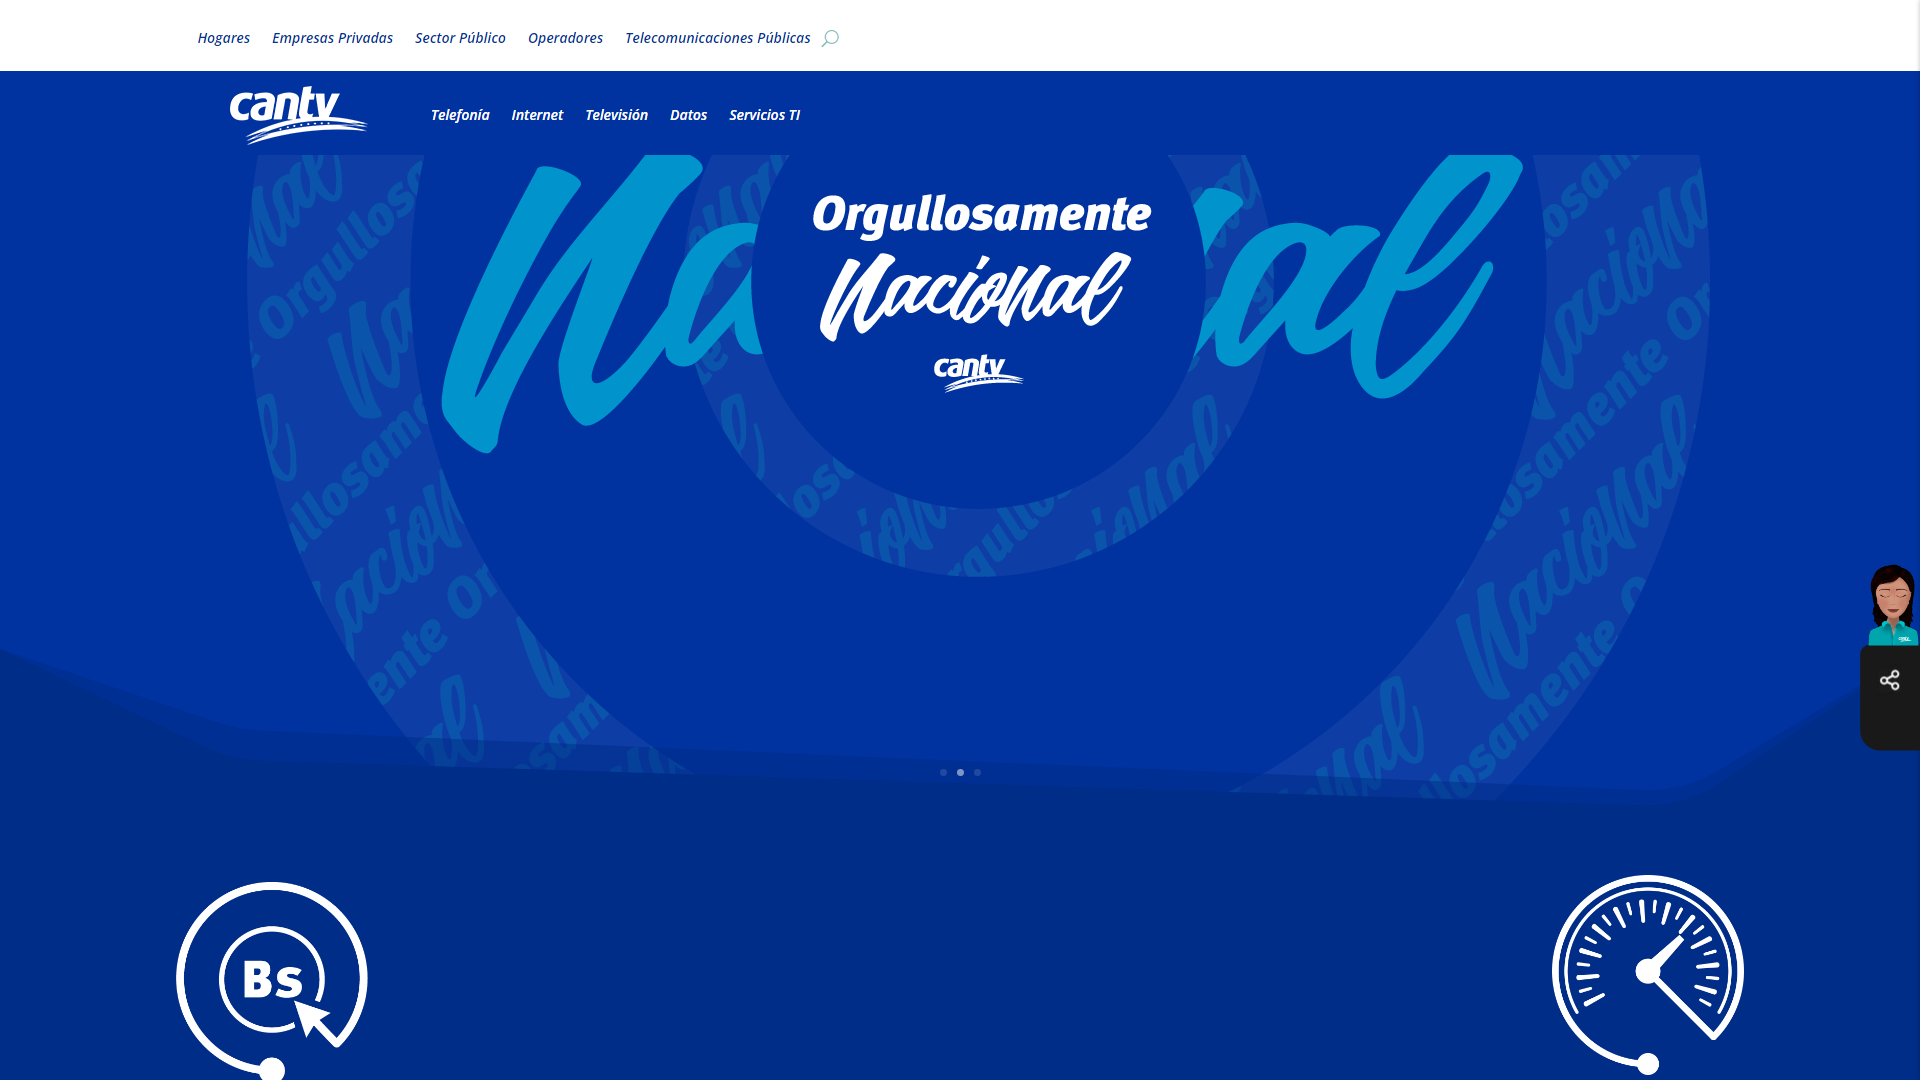 Hogares Empresas Privadas Sector Público Operadores Telecomunicaciones Públicas
cantv Telefonía Internet Televisión Datos Servicios TI
Orgullosamente
Nacional
cantv
Bs